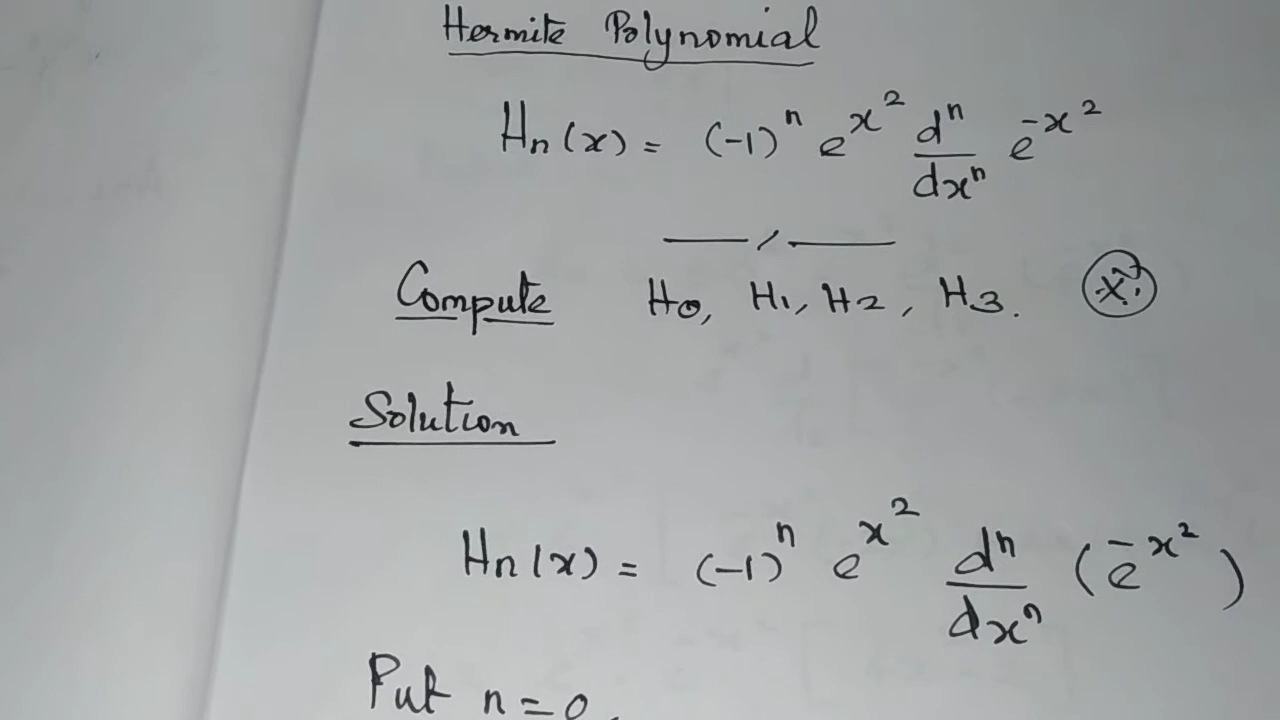 Hermite Polynomial
Hn(x) = (-1)^n e^{x^2} d^n/dx^n e^{-x^2}
Compute H0, H1, H2, H3.
Solution
Hn(x) = (-1)^n e^{x^2} d^n/dx^n (e^{-x^2})
Put n=0.